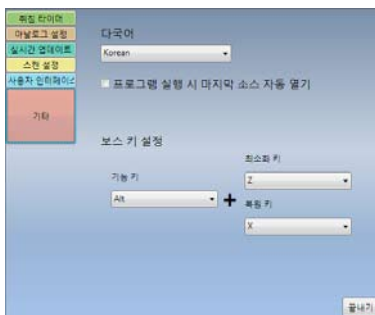 취침 타이머
아날로그 설정
실시간 업데이트
스캔 설정
사용자 인터페이스
기타
다국어
Korean
프로그램 실행 시 마지막 소스 자동 열기
보스 키 설정
최소화 키
기능 키
Z
Alt
+
복원 키
X
끝내기